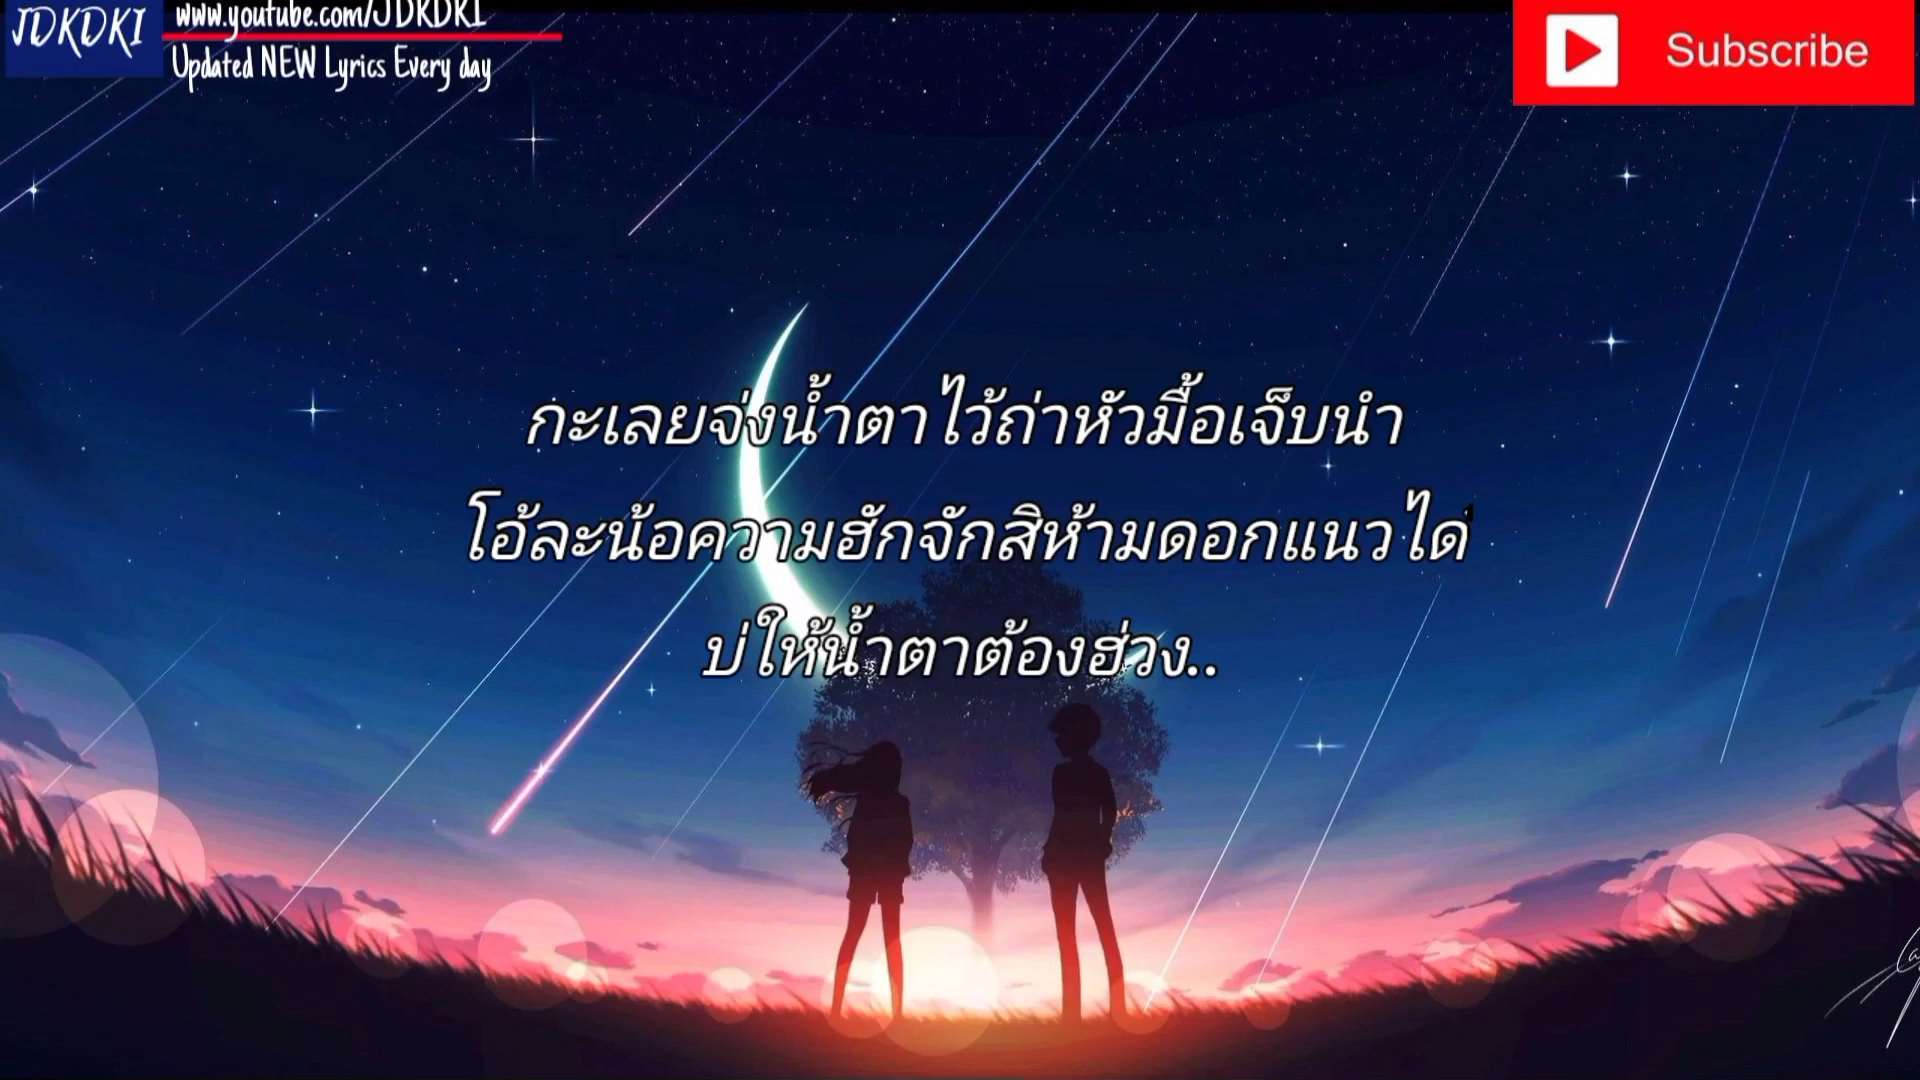 JDKDKI
www.youtube.com/JDKDKI
Updated NEW Lyrics Every day
Subscribe
กะเลยจ่งน้ำตาไว้ถ่าหัวมื้อเจ็บนำ
โอ้ละน้อความฮักจักสิห้ามดอกแนวได๋
บ่ให้น้ำตาต้องฮ่วง..